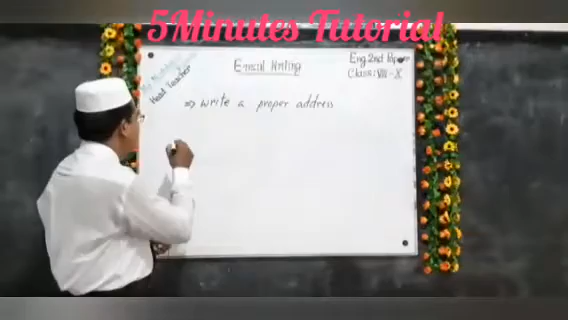 5Minutes Tutorial
E-mail Writing
Eng 2nd Paper
Class: VIII-X
Head Teacher
⇒ Write a proper address